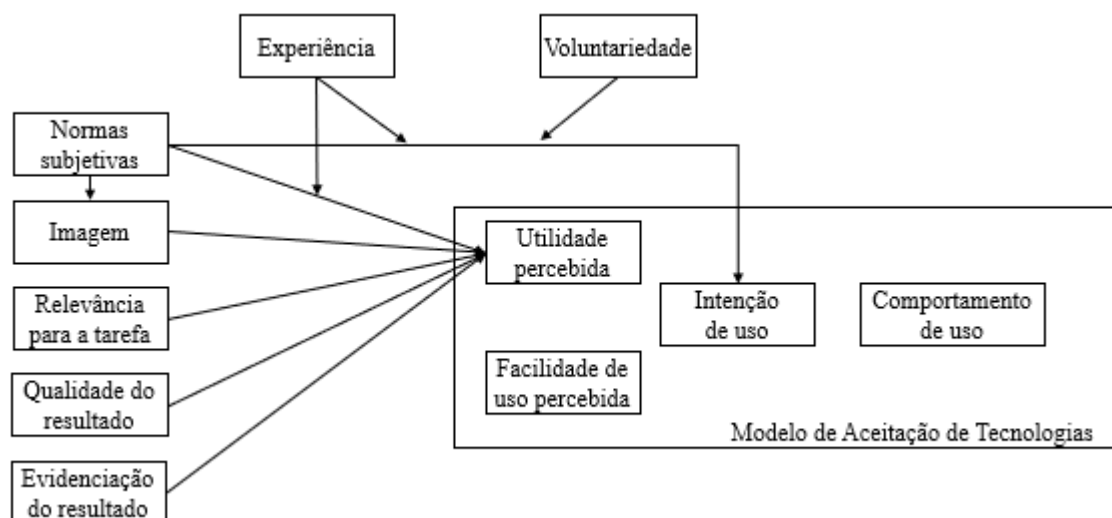 Experiência
Voluntariedade
Normas
subjetivas
Imagem
Utilidade
percebida
Relevância
para a tarefa
Intenção
de uso
Comportamento
de uso
Facilidade de
uso percebida
Qualidade do
resultado
Modelo de Aceitação de Tecnologias
Evidenciação
do resultado